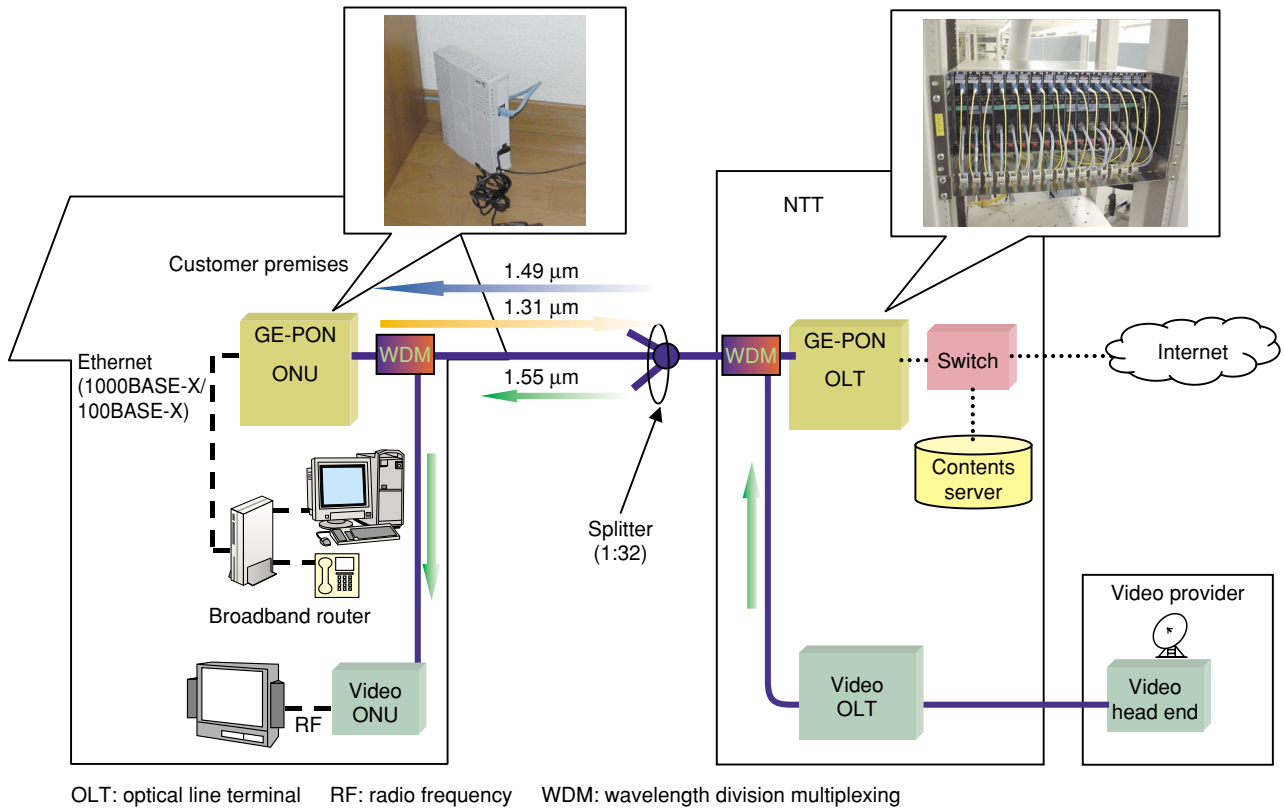 NTT
Customer premises
1.49 μm
1.31 μm
1.55 μm
GE-PON
ONU
WDM
WDM
GE-PON
OLT
Switch
Internet
Ethernet
(1000BASE-X/
100BASE-X)
Contents
server
Splitter
(1:32)
Broadband router
Video provider
Video
ONU
RF
Video
OLT
Video
head end
OLT: optical line terminal RF: radio frequency WDM: wavelength division multiplexing